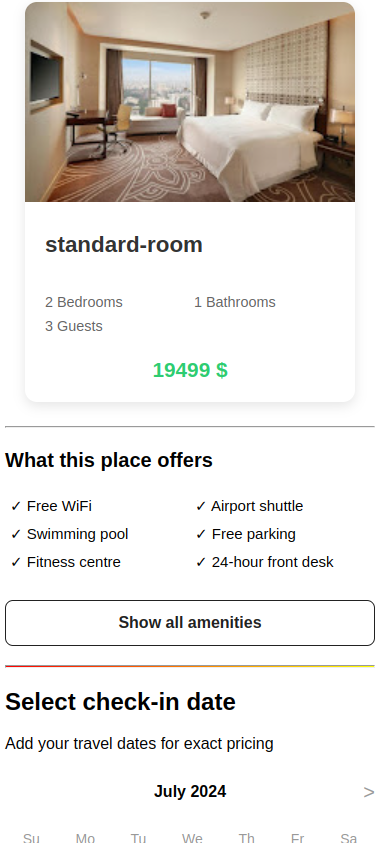 standard-room
2 Bedrooms 1 Bathrooms
3 Guests
19499 $
What this place offers
✓ Free WiFi ✓ Airport shuttle
✓ Swimming pool ✓ Free parking
✓ Fitness centre ✓ 24-hour front desk
Show all amenities
Select check-in date
Add your travel dates for exact pricing
July 2024 >
Su Mo Tu We Th Fr Sa